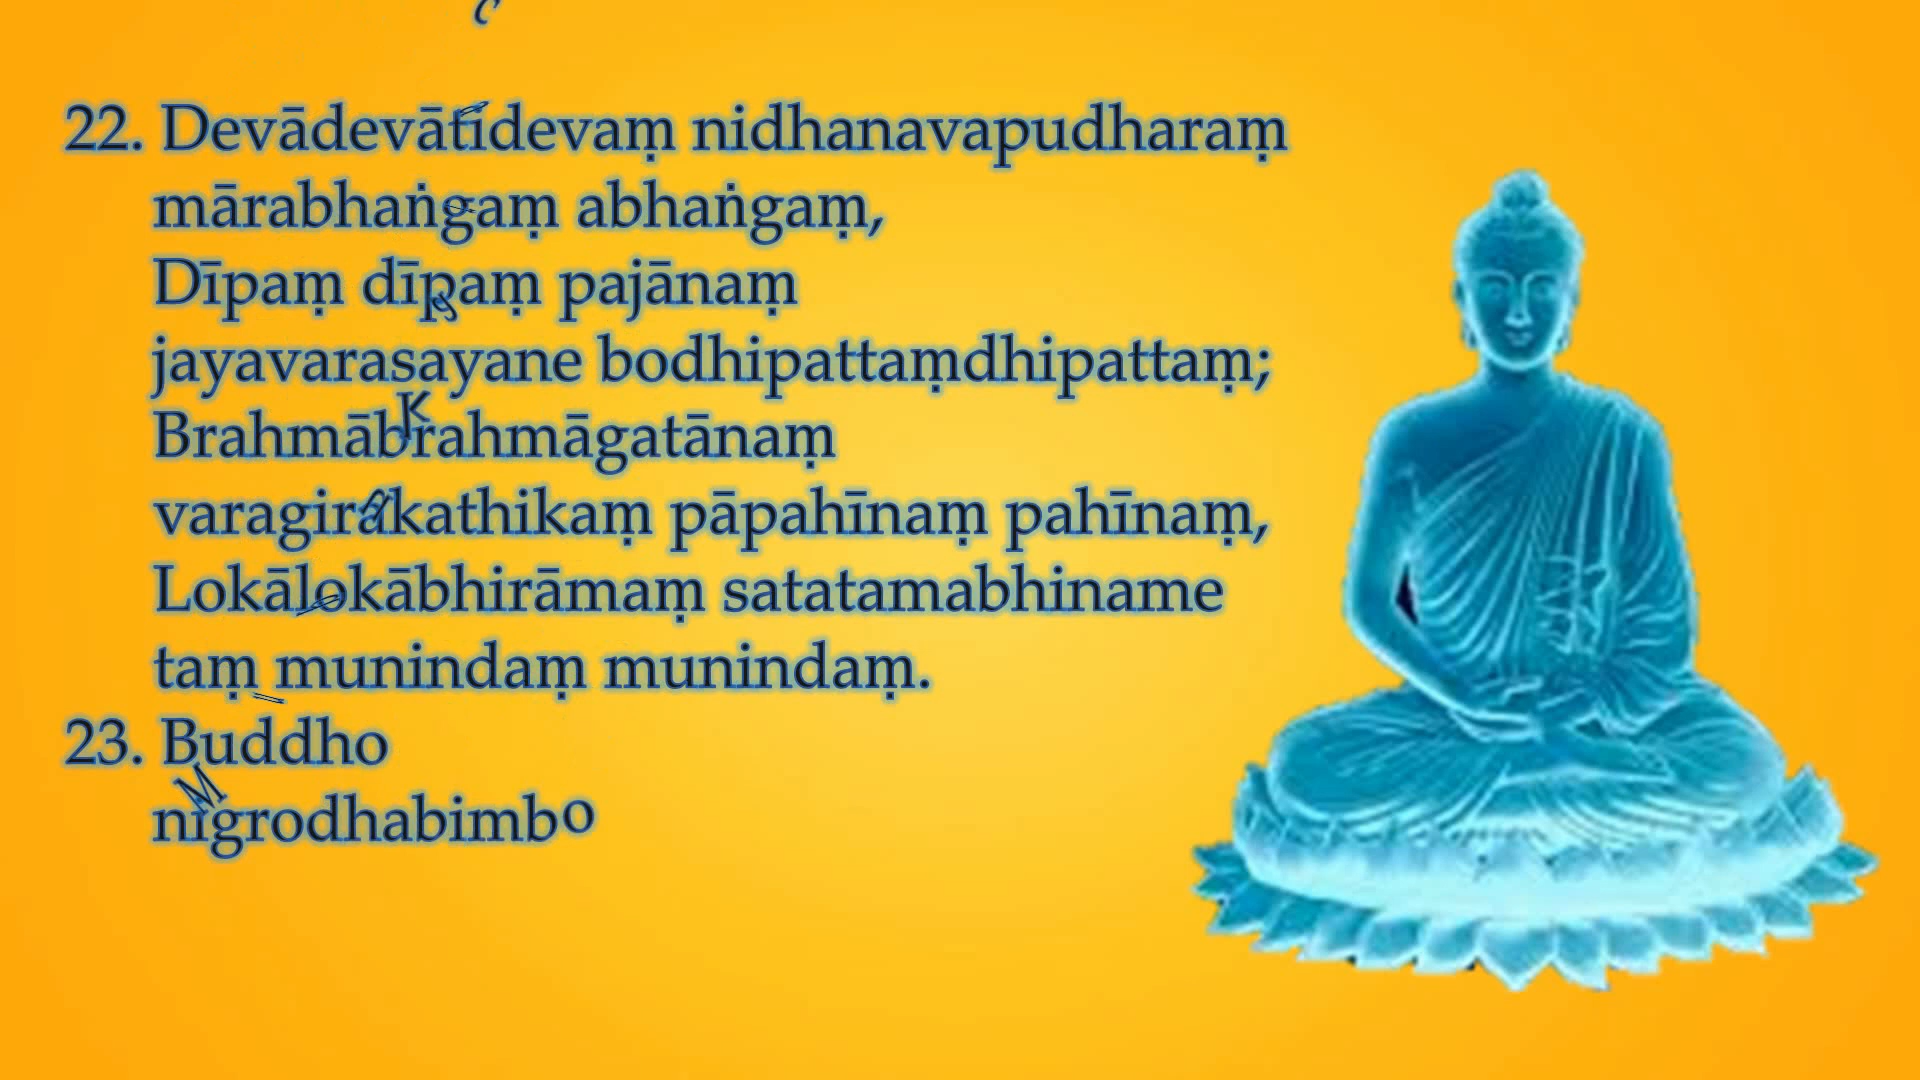 22. Devādevātidevaṃ nidhanavapudharaṃ
mārabhaṅgaṃ abhaṅgaṃ,
Dīpaṃ dīpaṃ pajānaṃ
jayavarasayane bodhipattaṃdhipattaṃ;
Brahmābrahmāgatānaṃ
varagirākathikaṃ pāpahīnaṃ pahīnaṃ,
Lokālokābhirāmaṃ satatamabhiname
taṃ munindaṃ munindaṃ.
23. Buddho
nigrodhabimbo